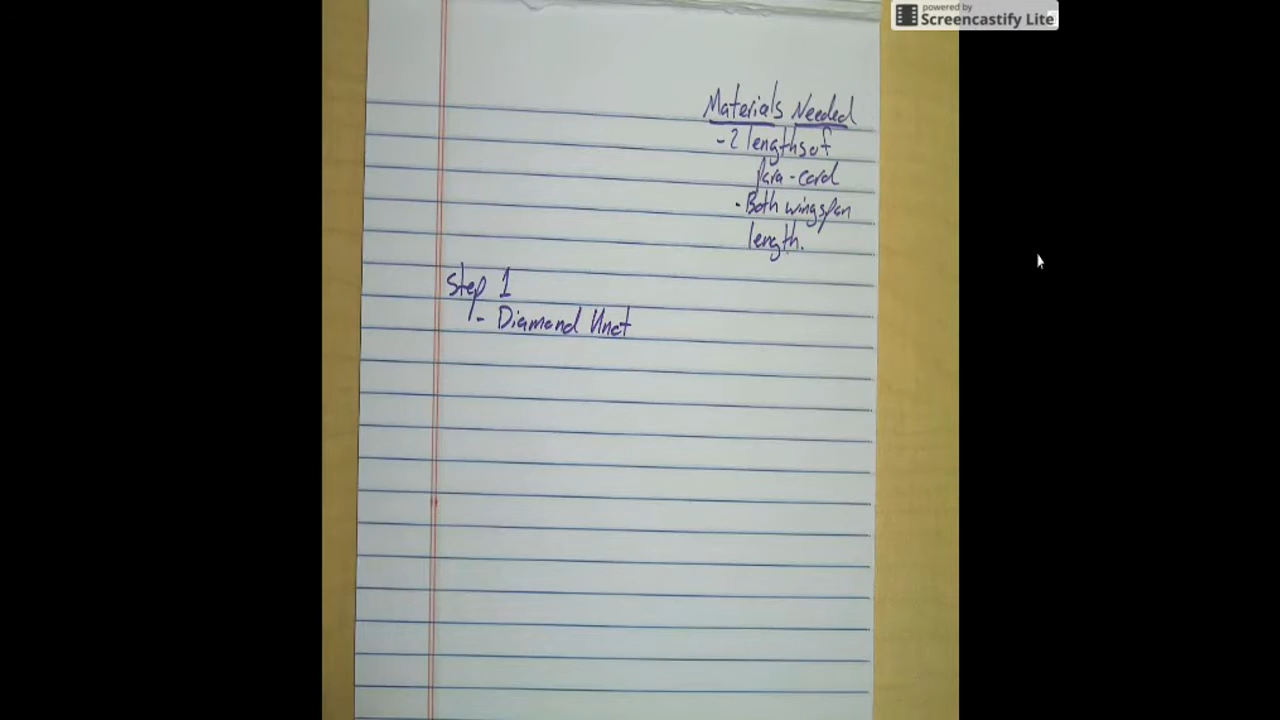 powered by
Screencastify Lite
Materials Needed
- 2 lengths of
Para-cord
- Both wingspan
length.
Step 1
- Diamond Knot